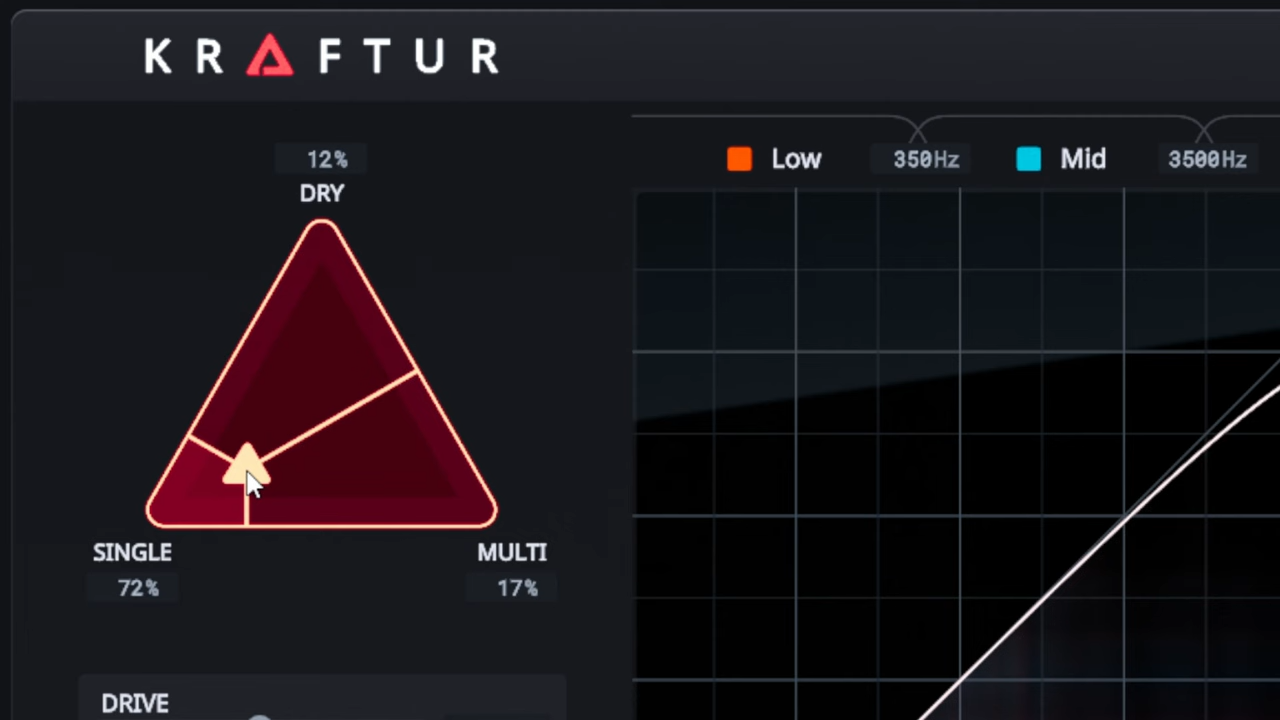 KRAFTUR
12%
DRY
Low 350Hz Mid 3500Hz
SINGLE MULTI
72% 17%
DRIVE